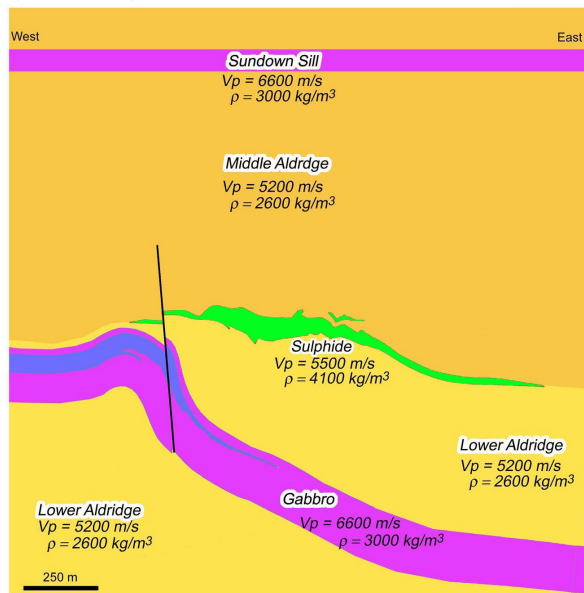 West
East
Sundown Sill
Vp = 6600 m/s
ρ = 3000 kg/m³
Middle Aldrdge
Vp = 5200 m/s
ρ = 2600 kg/m³
Sulphide
Vp = 5500 m/s
ρ = 4100 kg/m³
Lower Aldridge
Vp = 5200 m/s
ρ = 2600 kg/m³
Gabbro
Vp = 6600 m/s
ρ = 3000 kg/m³
Lower Aldridge
Vp = 5200 m/s
ρ = 2600 kg/m³
250 m